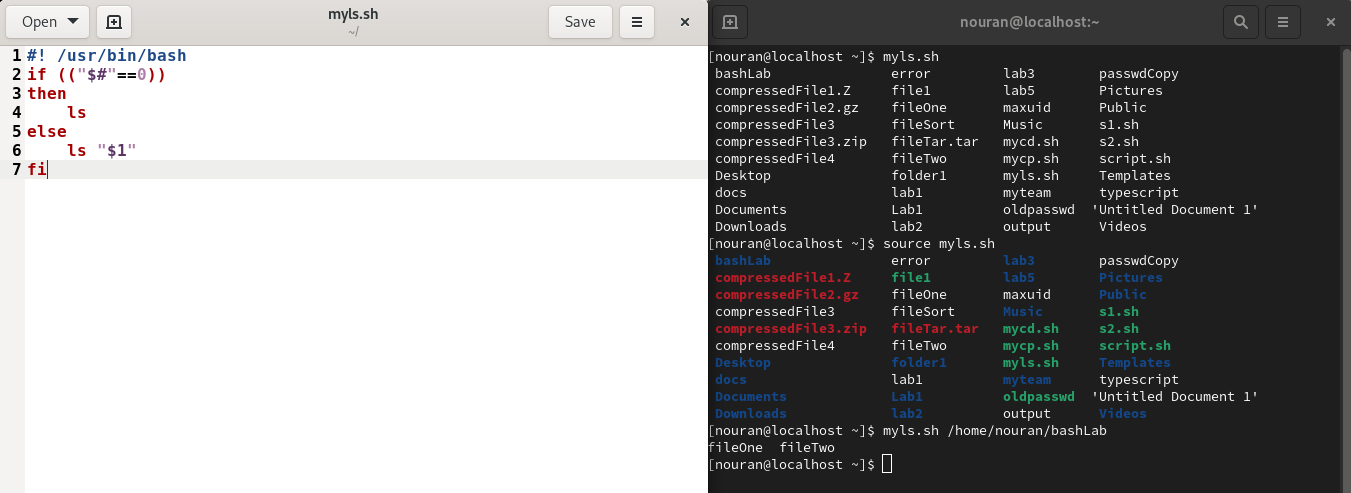 Open myls.sh Save
~/
1 #! /usr/bin/bash
2 if (("$#"==0))
3 then
4     ls
5 else
6     ls "$1"
7 fi
nouran@localhost:~
[nouran@localhost ~]$ myls.sh
 bashLab               error         lab3       passwdCopy
 compressedFile1.Z     file1         lab5       Pictures
 compressedFile2.gz    fileOne       maxuid     Public
 compressedFile3       fileSort      Music      s1.sh
 compressedFile3.zip   fileTar.tar   mycd.sh    s2.sh
 compressedFile4       fileTwo       mycp.sh    script.sh
 Desktop               folder1       myls.sh    Templates
 docs                  lab1          myteam     typescript
 Documents             Lab1          oldpasswd  'Untitled Document 1'
 Downloads             lab2          output     Videos
[nouran@localhost ~]$ source myls.sh
 bashLab               error         lab3       passwdCopy
 compressedFile1.Z     file1         lab5       Pictures
 compressedFile2.gz    fileOne       maxuid     Public
 compressedFile3       fileSort      Music      s1.sh
 compressedFile3.zip   fileTar.tar   mycd.sh    s2.sh
 compressedFile4       fileTwo       mycp.sh    script.sh
 Desktop               folder1       myls.sh    Templates
 docs                  lab1          myteam     typescript
 Documents             Lab1          oldpasswd  'Untitled Document 1'
 Downloads             lab2          output     Videos
[nouran@localhost ~]$ myls.sh /home/nouran/bashLab
fileOne  fileTwo
[nouran@localhost ~]$